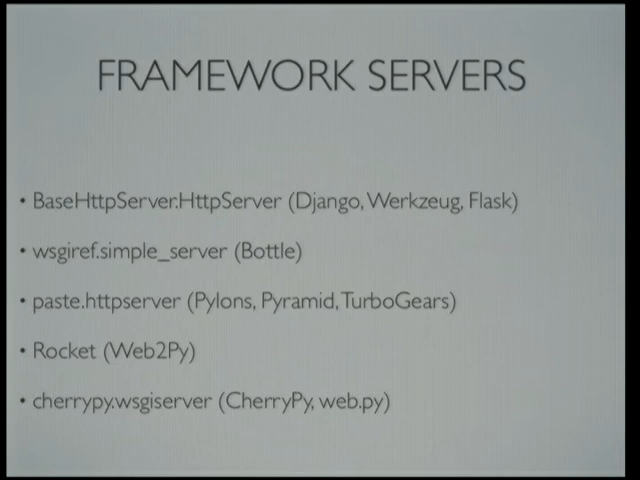 FRAMEWORK SERVERS
• BaseHttpServer.HttpServer (Django, Werkzeug, Flask)
• wsgiref.simple_server (Bottle)
• paste.httpserver (Pylons, Pyramid, TurboGears)
• Rocket (Web2Py)
• cherrypy.wsgiserver (CherryPy, web.py)